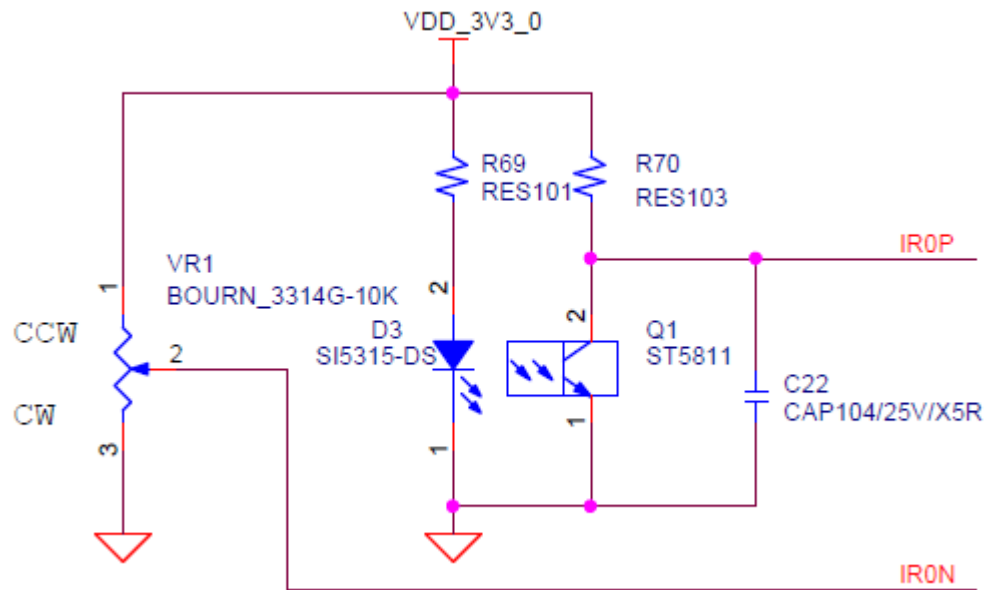 VDD_3V3_0
R69
RES101
R70
RES103
IR0P
VR1
BOURN_3314G-10K
1
CCW
2
CW
3
2
D3
SI5315-DS
1
2
Q1
ST5811
1
C22
CAP104/25V/X5R
IR0N